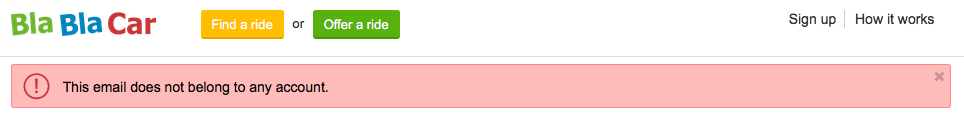 Bla Bla Car Find a ride or Offer a ride Sign up How it works
This email does not belong to any account.